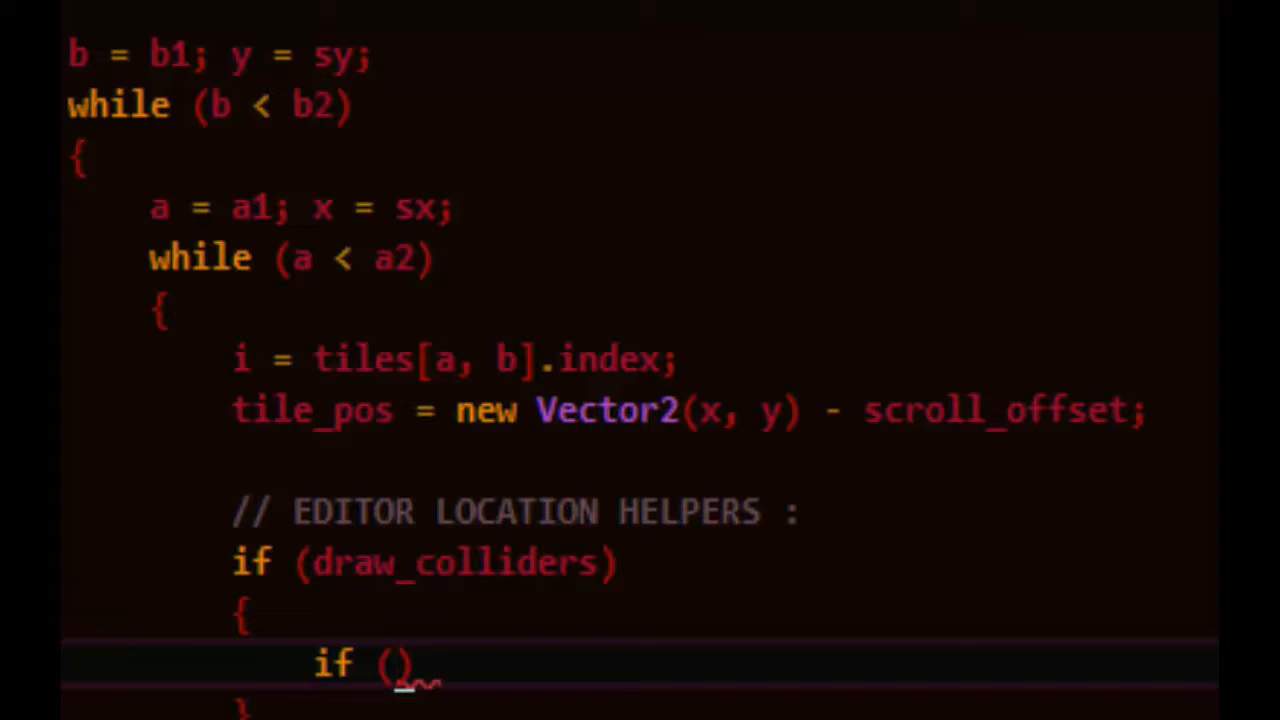 b = b1; y = sy;
while (b < b2)
{
    a = a1; x = sx;
    while (a < a2)
    {
        i = tiles[a, b].index;
        tile_pos = new Vector2(x, y) - scroll_offset;

        // EDITOR LOCATION HELPERS :
        if (draw_colliders)
        {
            if ()
        }